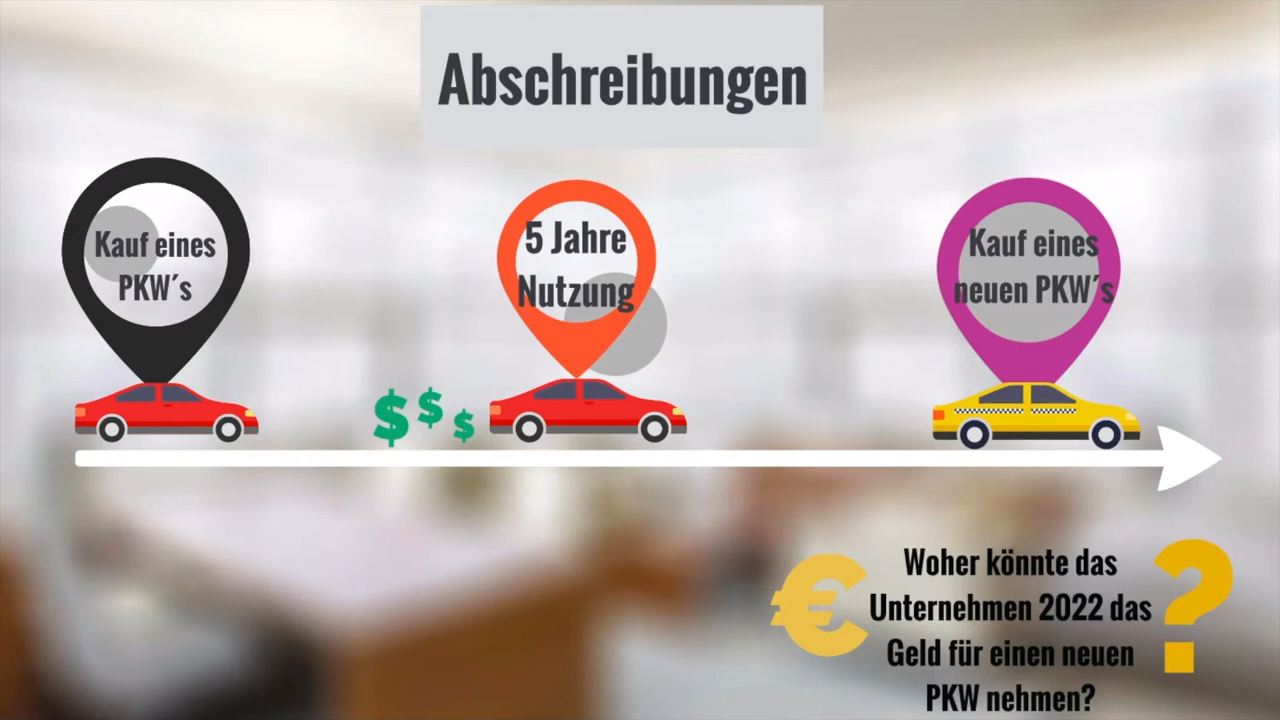 Abschreibungen
Kauf eines
PKW´s
5 Jahre
Nutzung
Kauf eines
neuen PKW´s
$ $ $
€
Woher könnte das
Unternehmen 2022 das
Geld für einen neuen
PKW nehmen?
?